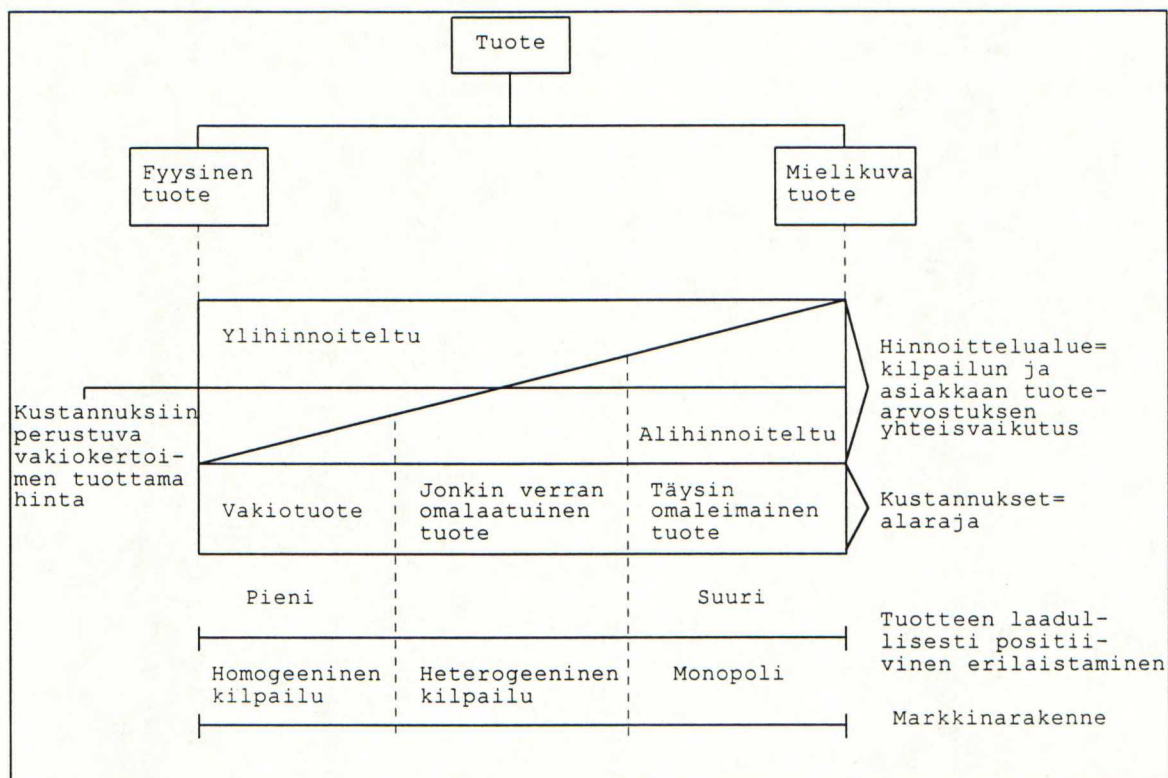 Tuote
Fyysinen
tuote
Mielikuva
tuote
Ylihinnoiteltu
Hinnoittelualue=
kilpailun ja
asiakkaan tuote-
arvostuksen
yhteisvaikutus
Kustannuksiin
perustuva
vakiokertoi-
men tuottama
hinta
Alihinnoiteltu
Vakiotuote
Jonkin verran
omalaatuinen
tuote
Täysin
omaleimainen
tuote
Kustannukset=
alaraja
Pieni
Suuri
Tuotteen laadul-
lisesti positii-
vinen erilaistaminen
Homogeeninen
kilpailu
Heterogeeninen
kilpailu
Monopoli
Markkinarakenne